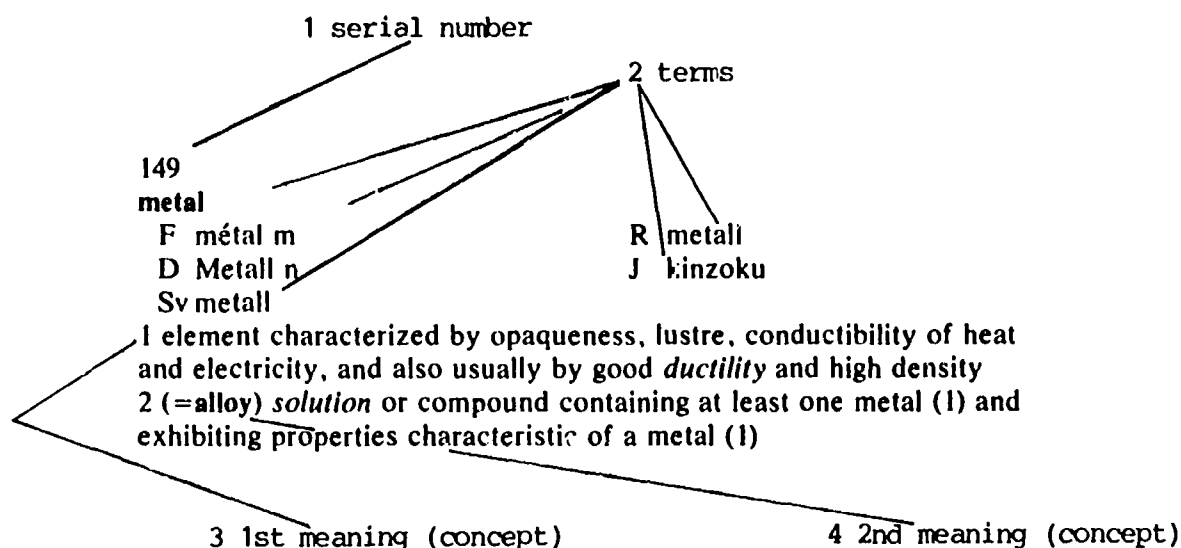 1 serial number
2 terms
149
metal
F métal m
R metall
D Metall n
J kinzoku
Sv metall
1 element characterized by opaqueness, lustre, conductibility of heat
and electricity, and also usually by good ductility and high density
2 (=alloy) solution or compound containing at least one metal (1) and
exhibiting properties characteristic of a metal (1)
3 1st meaning (concept)
4 2nd meaning (concept)